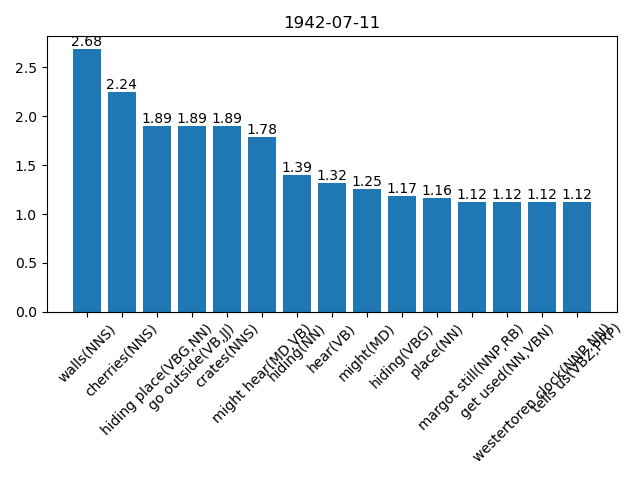 1942-07-11
2.68
2.24
1.89
1.89
1.89
1.78
1.39
1.32
1.25
1.17
1.16
1.12
1.12
1.12
1.12
2.5
2.0
1.5
1.0
0.5
0.0
walls(NNS)
cherries(NNS)
hiding place(VBG,NN)
go outside(VB,JJ)
crates(NNS)
might hear(MD,VB)
hiding(NN)
hear(VB)
might(MD)
hiding(VBG)
place(NN)
margot still(NNP,RB)
get used(NN,VBN)
westertoren clock(NNP,NN)
tells us(VBZ,PRP)